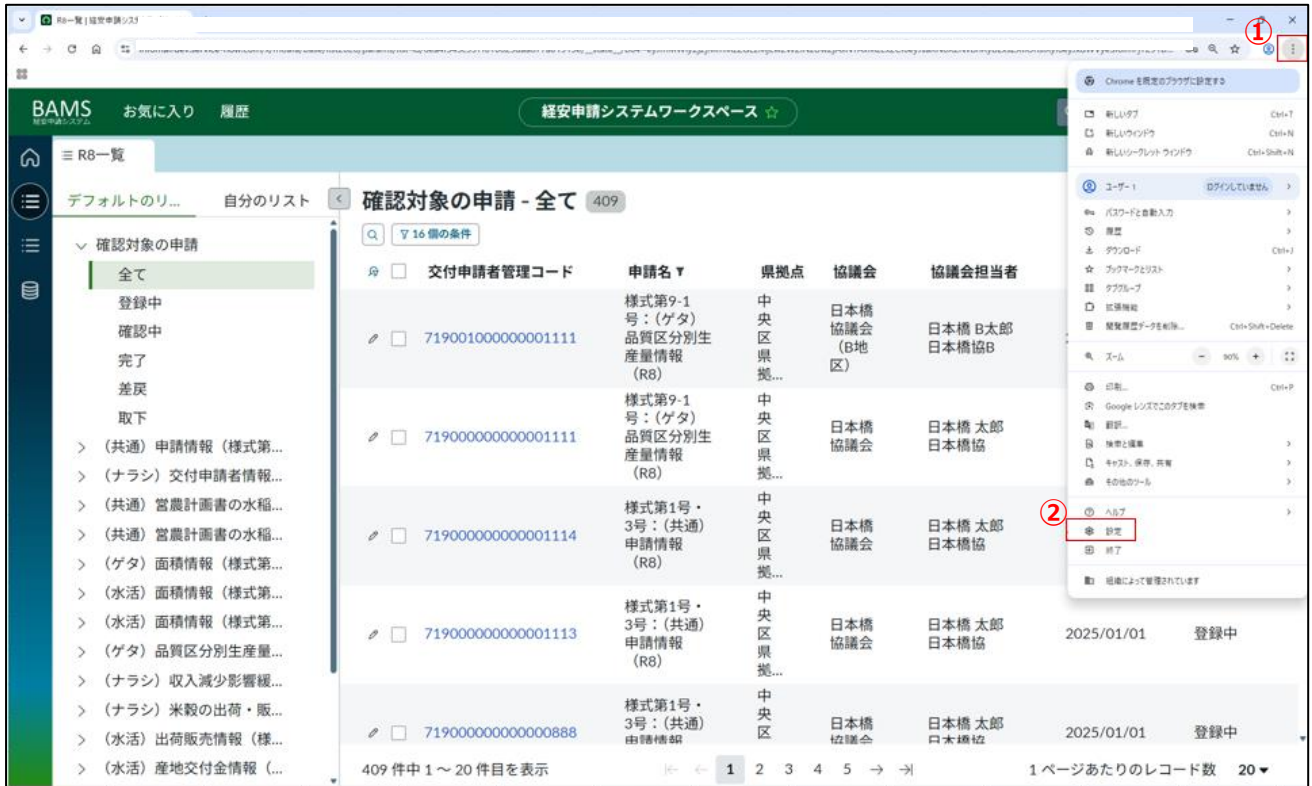 R8一覧 | 経安申請シス
①
BAMS
経安申請システム
お気に入り
履歴
経安申請システムワークスペース ☆
R8一覧
デフォルトのリ...
自分のリスト
確認対象の申請
全て
登録中
確認中
完了
差戻
取下
（共通）申請情報（様式第...
（ナラシ）交付申請者情報...
（共通）営農計画書の水稲...
（共通）営農計画書の水稲...
（ゲタ）面積情報（様式第...
（水活）面積情報（様式第...
（水活）面積情報（様式第...
（ゲタ）品質区分別生産量...
（ナラシ）収入減少影響緩...
（ナラシ）米穀の出荷・販...
（水活）出荷販売情報（様...
（水活）産地交付金情報（...
確認対象の申請 - 全て 409
16 個の条件
交付申請者管理コード 申請名 県拠点 協議会 協議会担当者
719001000000001111
様式第9-1
号：（ゲタ）
品質区分別生
産量情報
（R8）
中
央
区
県
拠...
日本橋
協議会
（B地
区）
日本橋 B太郎
日本橋協B
719000000000001111
様式第9-1
号：（ゲタ）
品質区分別生
産量情報
（R8）
中
央
区
県
拠...
日本橋
協議会
日本橋 太郎
日本橋協
719000000000001114
様式第1号・
3号：（共通）
申請情報
（R8）
中
央
区
県
拠...
日本橋
協議会
日本橋 太郎
日本橋協
719000000000001113
様式第1号・
3号：（共通）
申請情報
（R8）
中
央
区
県
拠...
日本橋
協議会
日本橋 太郎
日本橋協
2025/01/01
登録中
719000000000000888
様式第1号・
3号：（共通）
申請情報
中
央
区
日本橋
協議会
日本橋 太郎
日本橋協
2025/01/01
登録中
409 件中 1 ～ 20 件目を表示
1 2 3 4 5
1 ページあたりのレコード数 20
Chrome を既定のブラウザに設定する
新しいタブ Ctrl+T
新しいウィンドウ Ctrl+N
新しいシークレット ウィンドウ Ctrl+Shift+N
ユーザー 1 ログインしていません
パスワードと自動入力
履歴
ダウンロード Ctrl+J
ブックマークとリスト
タブグループ
拡張機能
閲覧履歴データを削除... Ctrl+Shift+Delete
ズーム - 90% +
印刷... Ctrl+P
Google レンズでこのタブを検索
翻訳...
検索と編集
キャスト、保存、共有
その他のツール
②
ヘルプ
設定
終了
組織によって管理されています